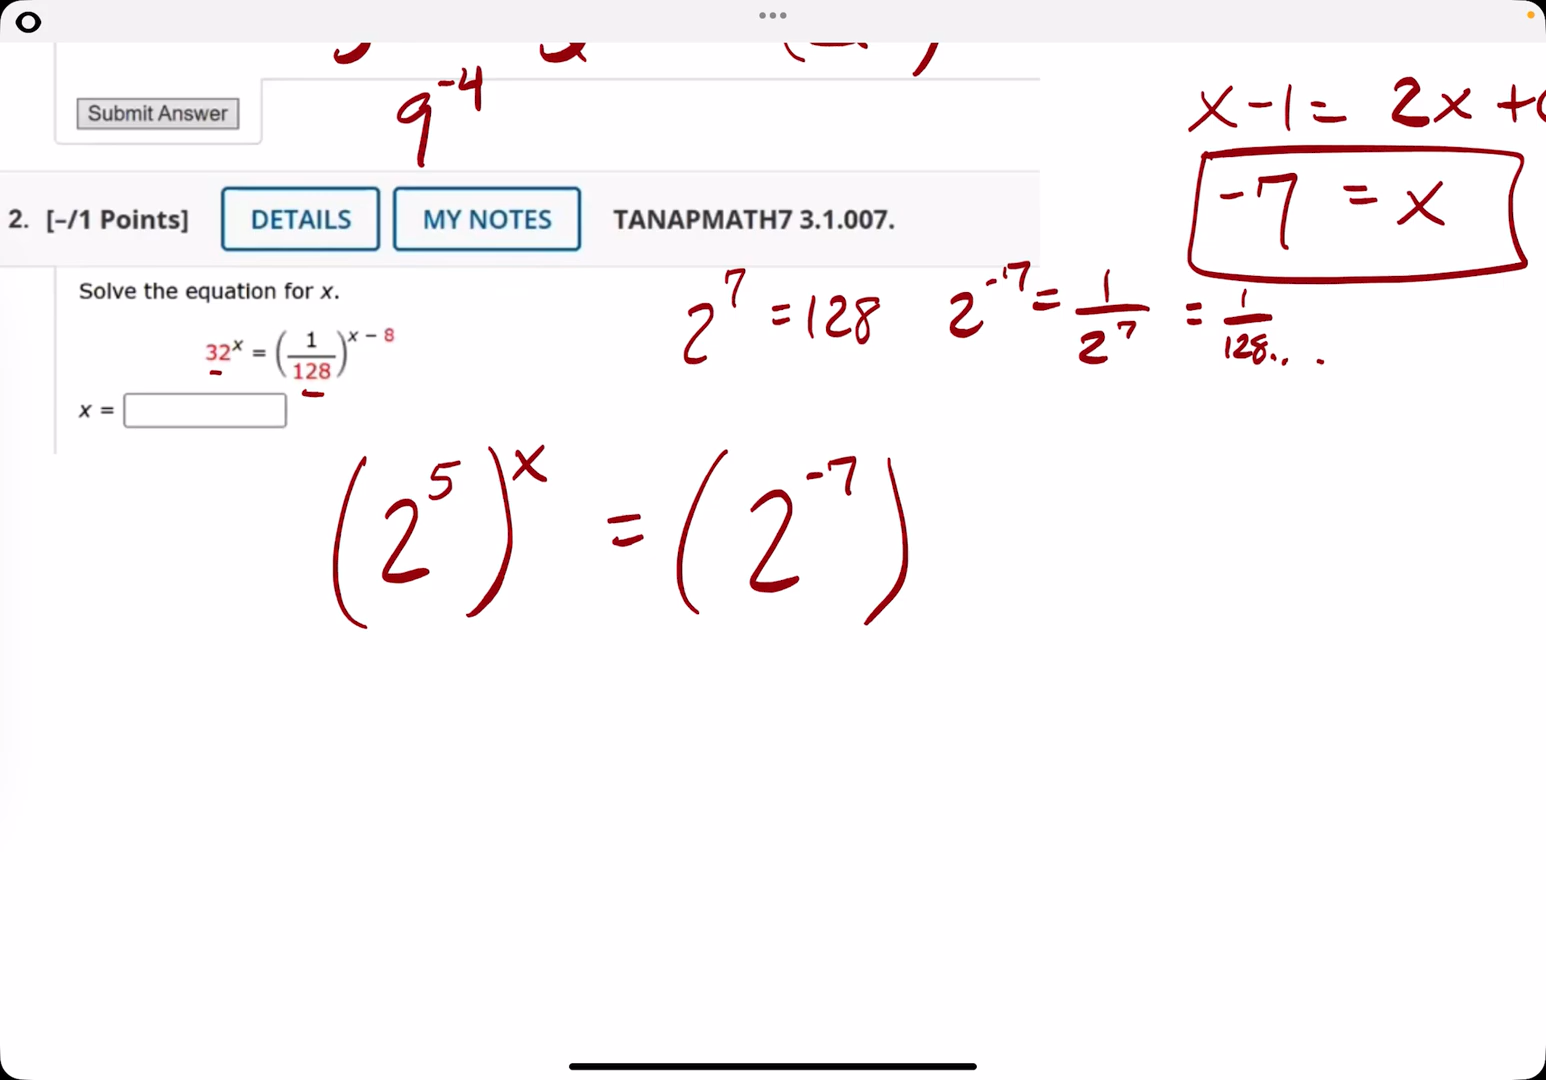 9^-4
x - 1 = 2x +
Submit Answer
-7 = x
2. [-/1 Points] DETAILS MY NOTES TANAPMATH7 3.1.007.
Solve the equation for x.
2^7 = 128 2^-7 = 1/2^7 = 1/128..  .
32^x = (1/128)^(x - 8)
x =
(2^5)^x = (2^-7)